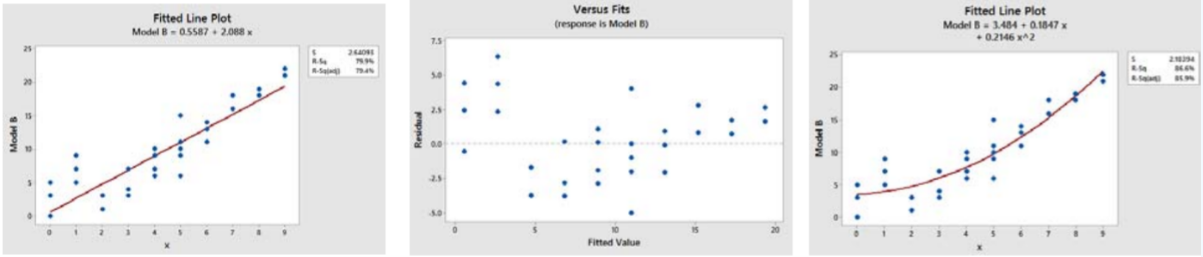 Fitted Line Plot
Model B = 0.5587 + 2.088 x
S 2.64093
R-Sq 79.9%
R-Sq(adj) 79.4%
Model B
25
20
15
10
5
0
0 1 2 3 4 5 6 7 8 9
x
Versus Fits
(response is Model B)
Residual
7.5
5.0
2.5
0.0
-2.5
-5.0
0 5 10 15 20
Fitted Value
Fitted Line Plot
Model B = 3.484 + 0.1847 x
+ 0.2146 x^2
S 2.18394
R-Sq 86.6%
R-Sq(adj) 85.9%
Model B
25
20
15
10
5
0
0 1 2 3 4 5 6 7 8 9
x